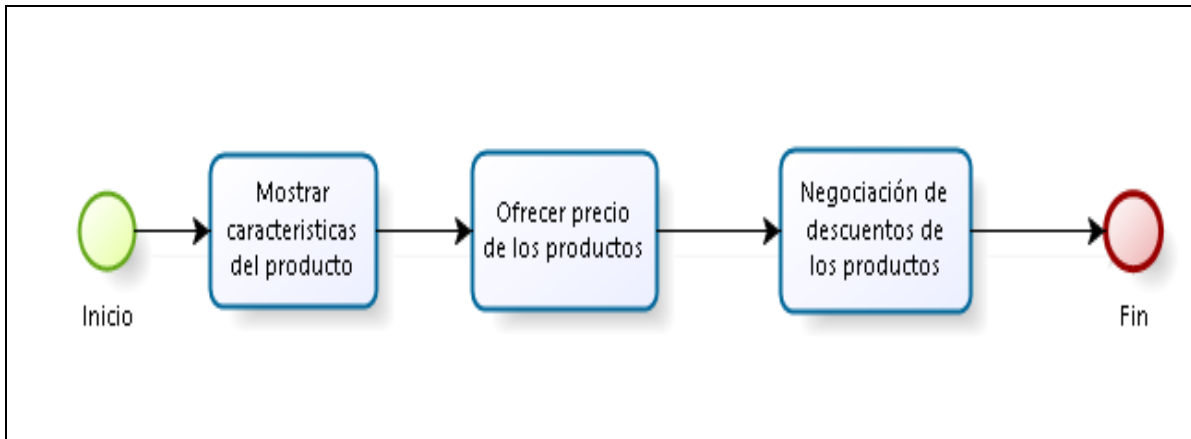 Inicio
Mostrar
caracteristicas
del producto
Ofrecer precio
de los productos
Negociación de
descuentos de
los productos
Fin